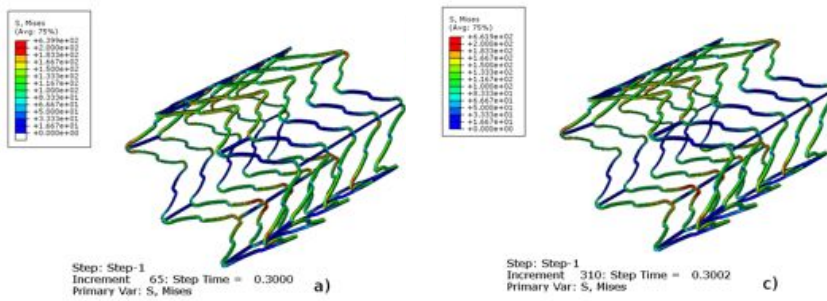 S, Mises
(Avg: 75%)
+6.399e+02
+2.000e+02
+1.833e+02
+1.667e+02
+1.500e+02
+1.333e+02
+1.167e+02
+1.000e+02
+8.333e+01
+6.667e+01
+5.000e+01
+3.333e+01
+1.667e+01
+0.000e+00
Step: Step-1
Increment 65: Step Time = 0.3000
Primary Var: S, Mises
a)
S, Mises
(Avg: 75%)
+6.619e+02
+2.000e+02
+1.833e+02
+1.667e+02
+1.500e+02
+1.333e+02
+1.167e+02
+1.000e+02
+8.333e+01
+6.667e+01
+5.000e+01
+3.333e+01
+1.667e+01
+0.000e+00
Step: Step-1
Increment 310: Step Time = 0.3002
Primary Var: S, Mises
c)